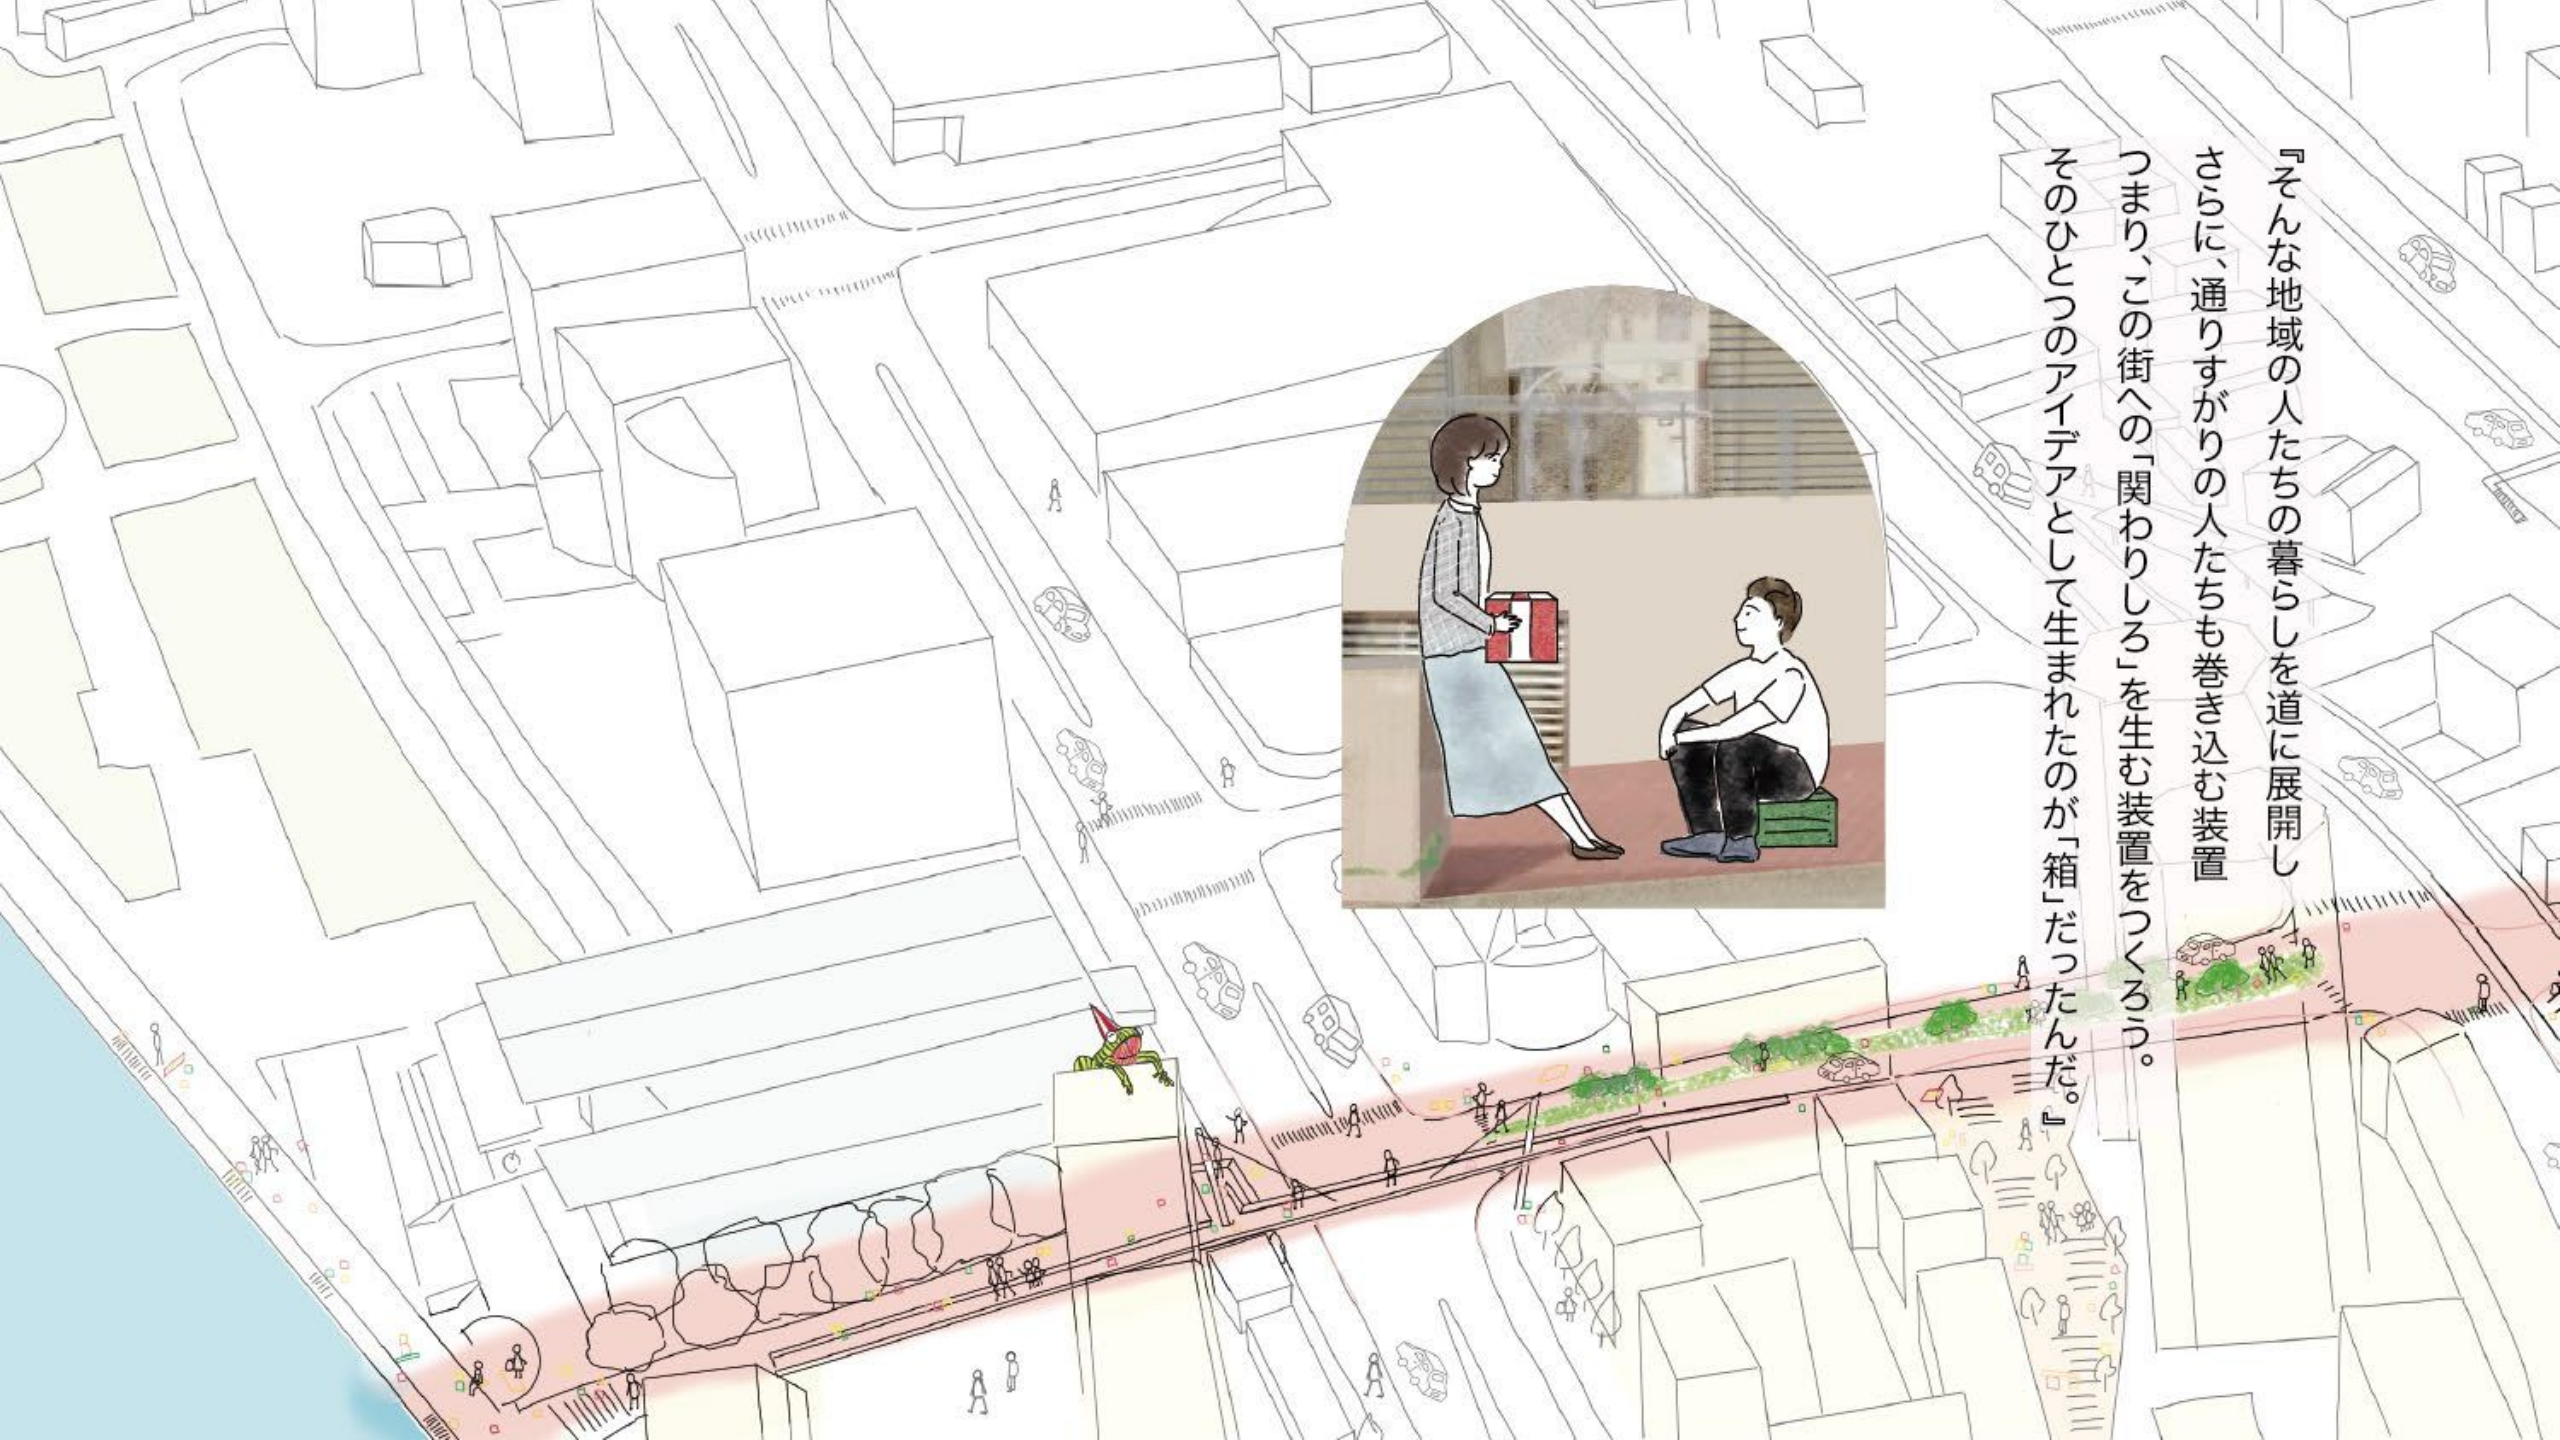 『そんな地域の人たちの暮らしを道に展開し
さらに、通りすがりの人たちも巻き込む装置
つまり、この街への「関わりしろ」を生む装置をつくろう。
そのひとつのアイデアとして生まれたのが「箱」だったんだ。』